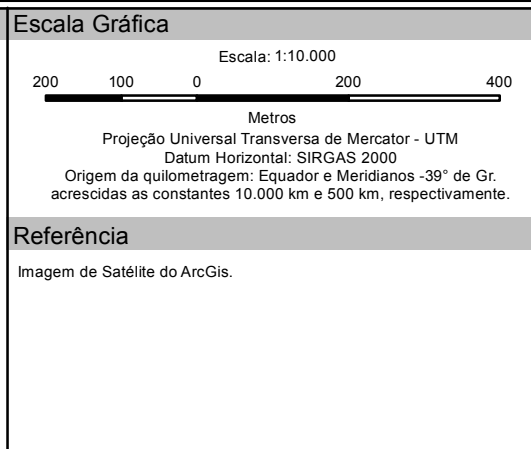 Escala Gráfica
Escala: 1:10.000
200 100 0 200 400
Metros
Projeção Universal Transversa de Mercator - UTM
Datum Horizontal: SIRGAS 2000
Origem da quilometragem: Equador e Meridianos -39° de Gr.
acrescidas as constantes 10.000 km e 500 km, respectivamente.
Referência
Imagem de Satélite do ArcGis.